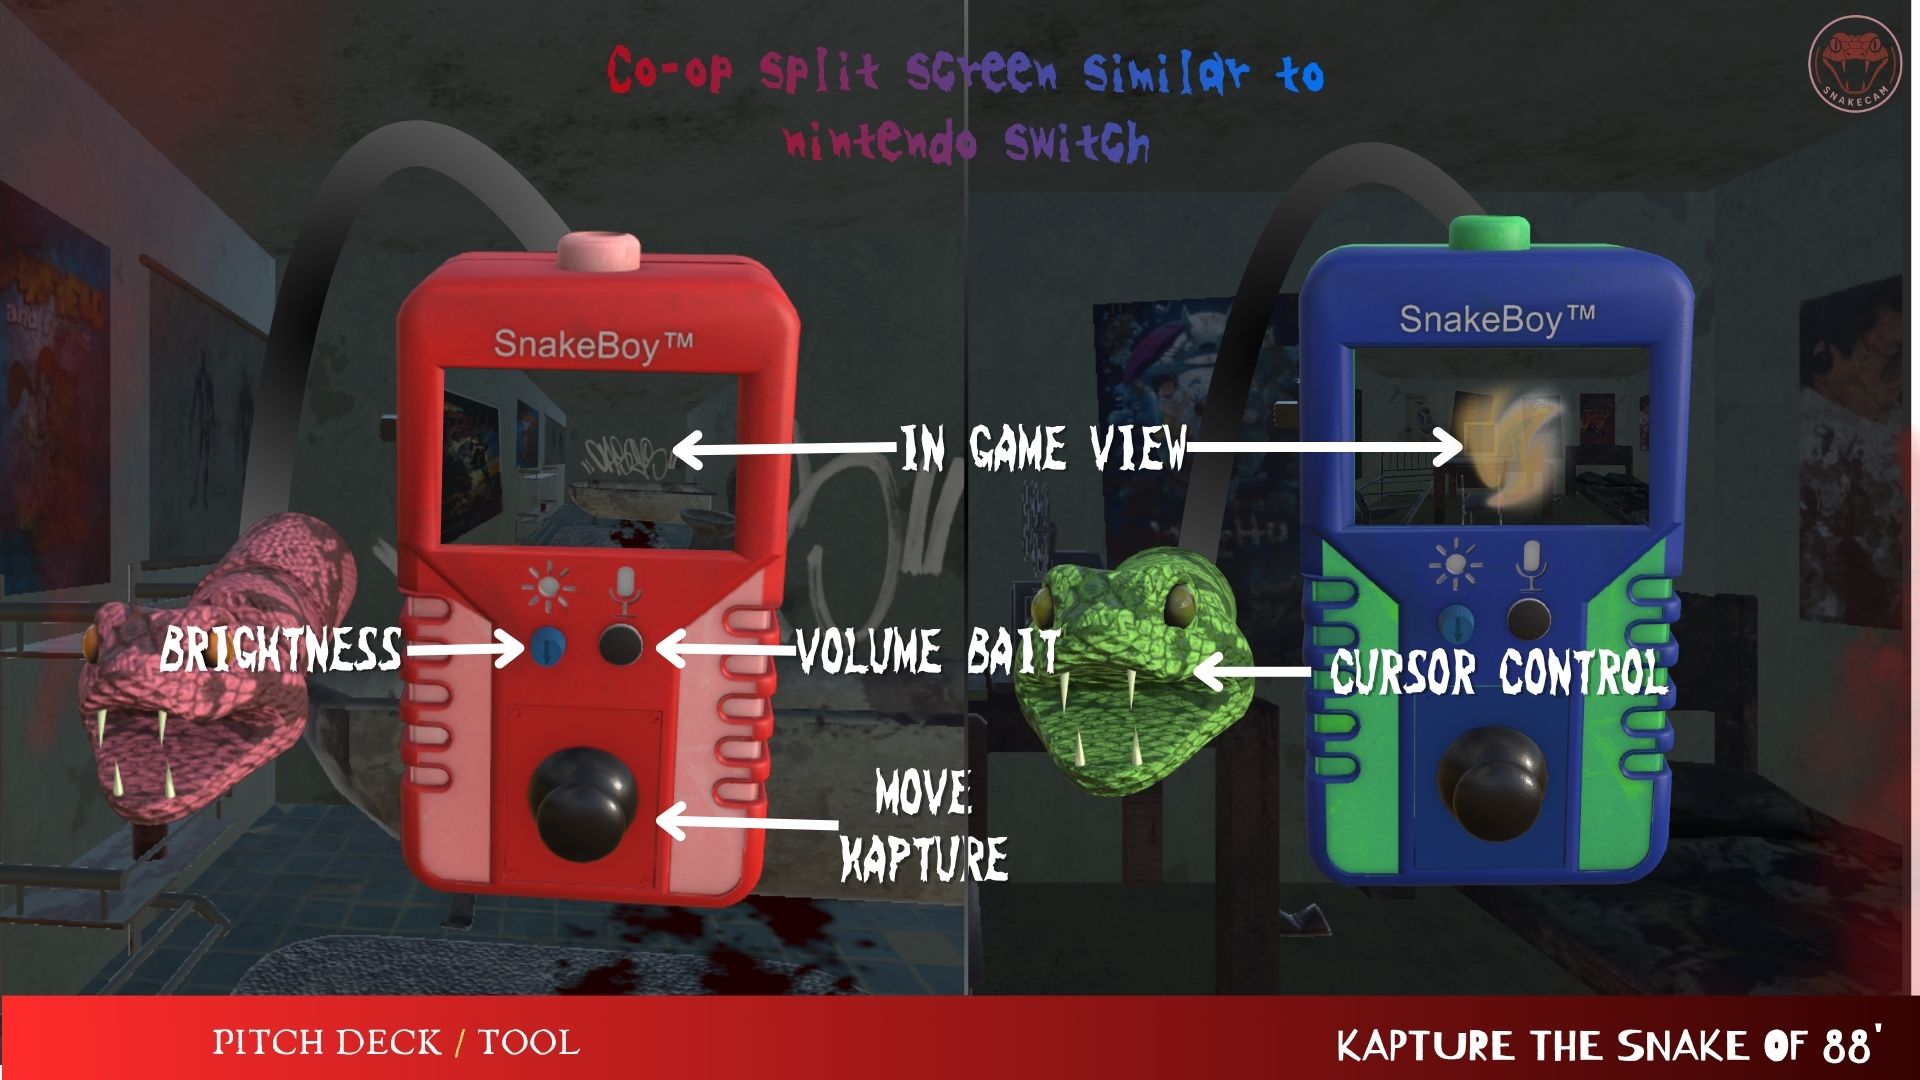 Co-op split screen similar to
nintendo switch
SNAKECAM
SnakeBoy™
SnakeBoy™
IN GAME VIEW
BRIGHTNESS
VOLUME BAIT
CURSOR CONTROL
MOVE
KAPTURE
PITCH DECK / TOOL
KAPTURE THE SNAKE OF 88'